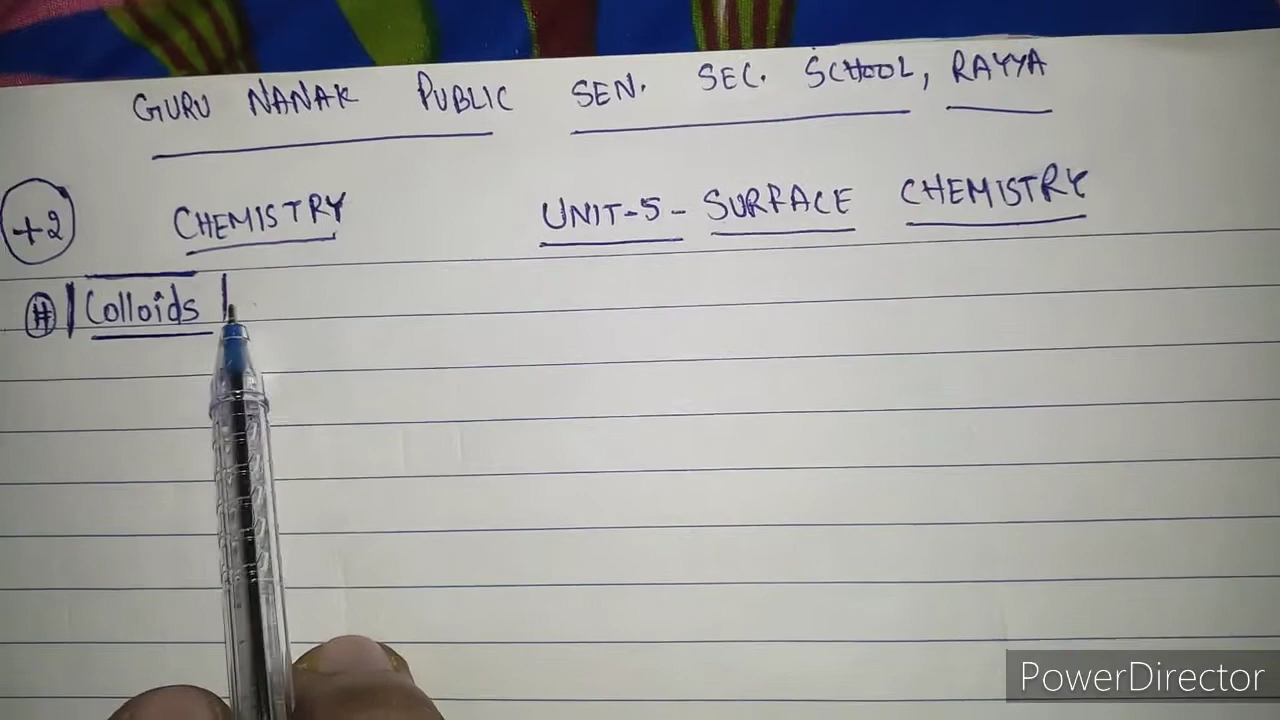 GURU NANAK PUBLIC SEN. SEC. SCHOOL, RAYYA
+2 CHEMISTRY UNIT-5- SURFACE CHEMISTRY
# Colloids
PowerDirector